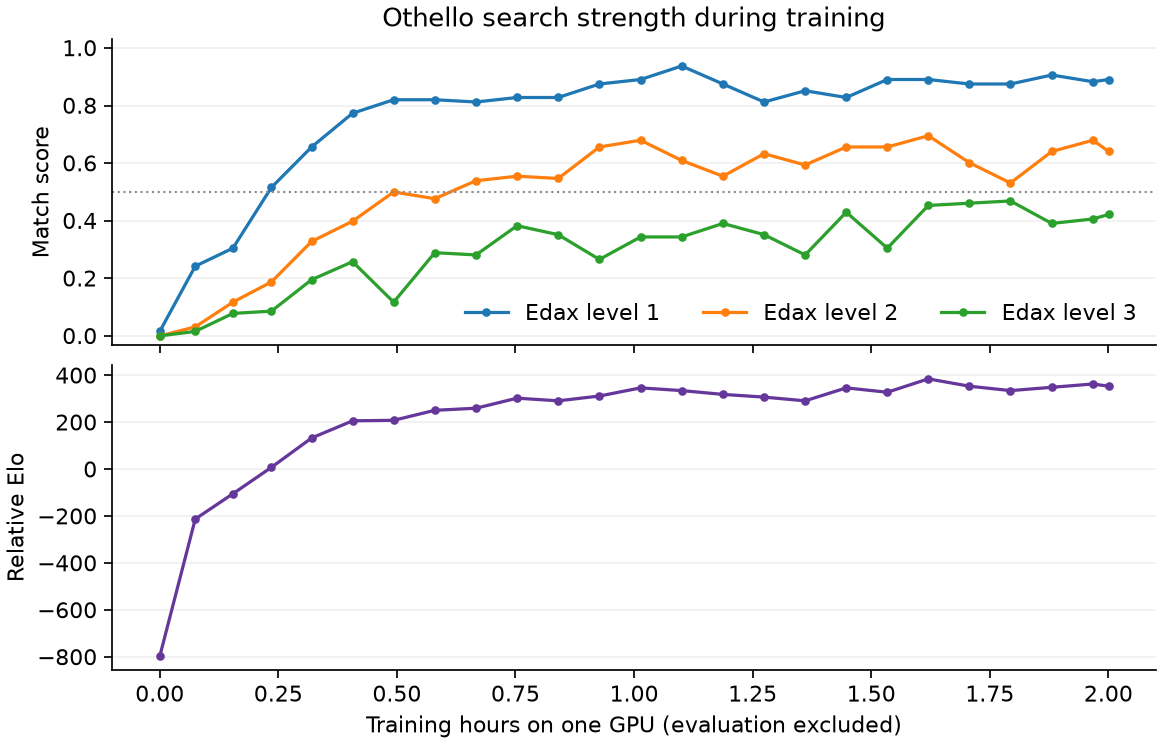 Othello search strength during training
Match score
1.0
0.8
0.6
0.4
0.2
0.0
Edax level 1
Edax level 2
Edax level 3
Relative Elo
400
200
0
−200
−400
−600
−800
0.00 0.25 0.50 0.75 1.00 1.25 1.50 1.75 2.00
Training hours on one GPU (evaluation excluded)